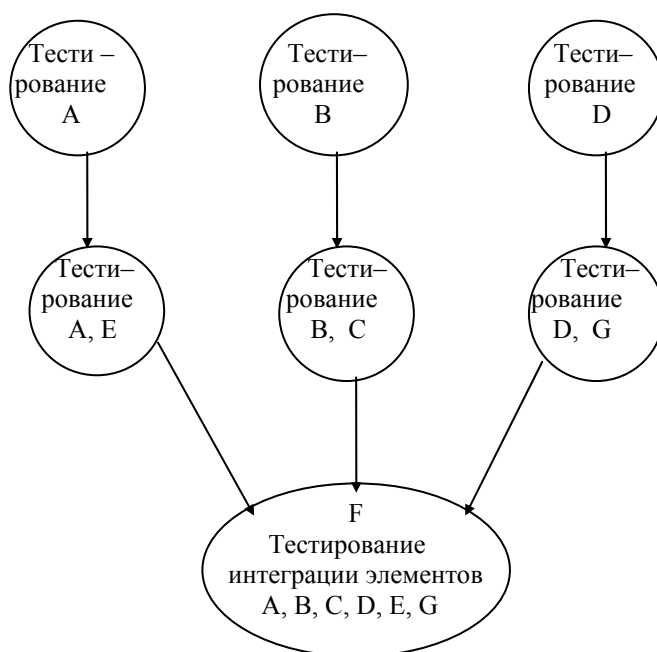 Тести –
рование
A
Тести–
рование
B
Тести–
рование
D
Тести–
рование
A, E
Тести–
рование
B, C
Тести–
рование
D, G
F
Тестирование
интеграции элементов
A, B, C, D, E, G